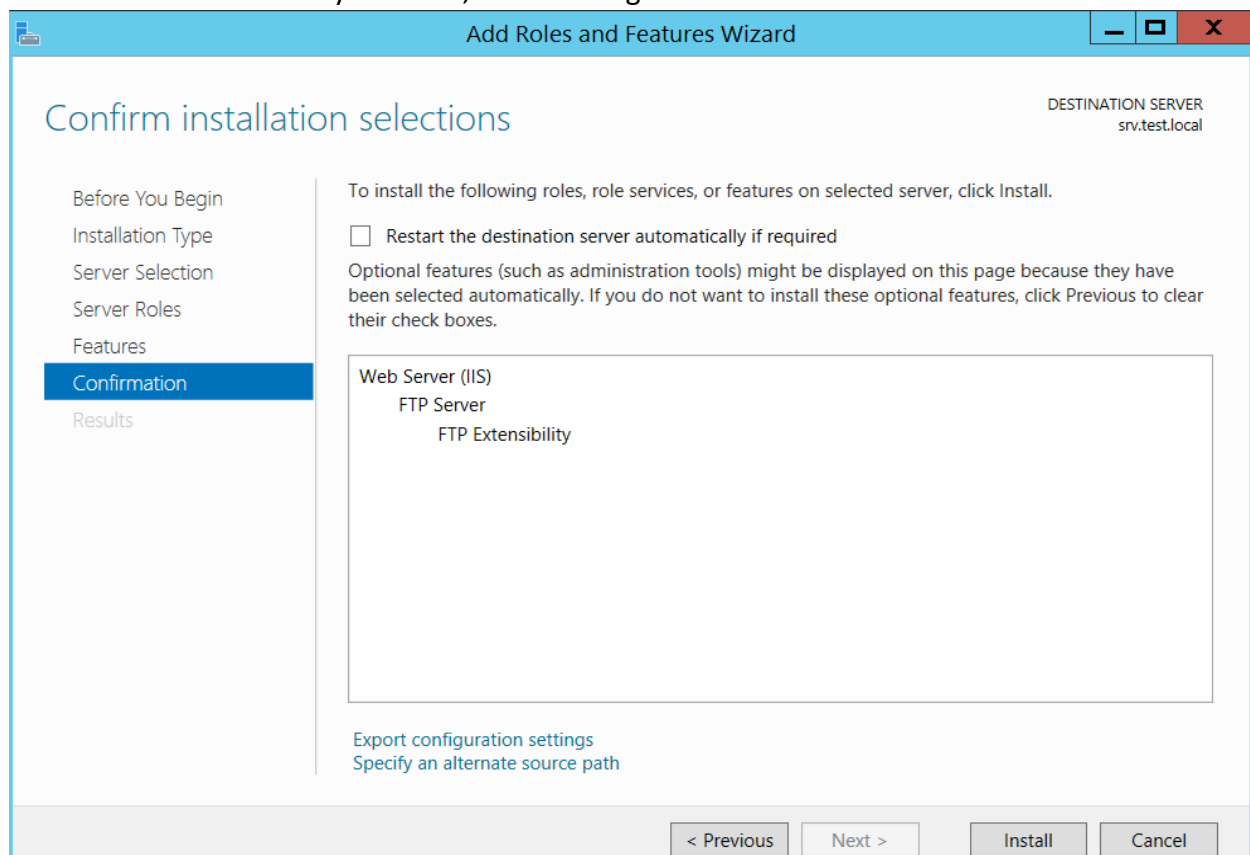 Add Roles and Features Wizard
Confirm installation selections
DESTINATION SERVER
srv.test.local
Before You Begin
Installation Type
Server Selection
Server Roles
Features
Confirmation
Results
To install the following roles, role services, or features on selected server, click Install.
Restart the destination server automatically if required
Optional features (such as administration tools) might be displayed on this page because they have
been selected automatically. If you do not want to install these optional features, click Previous to clear
their check boxes.
Web Server (IIS)
FTP Server
FTP Extensibility
Export configuration settings
Specify an alternate source path
< Previous
Next >
Install
Cancel